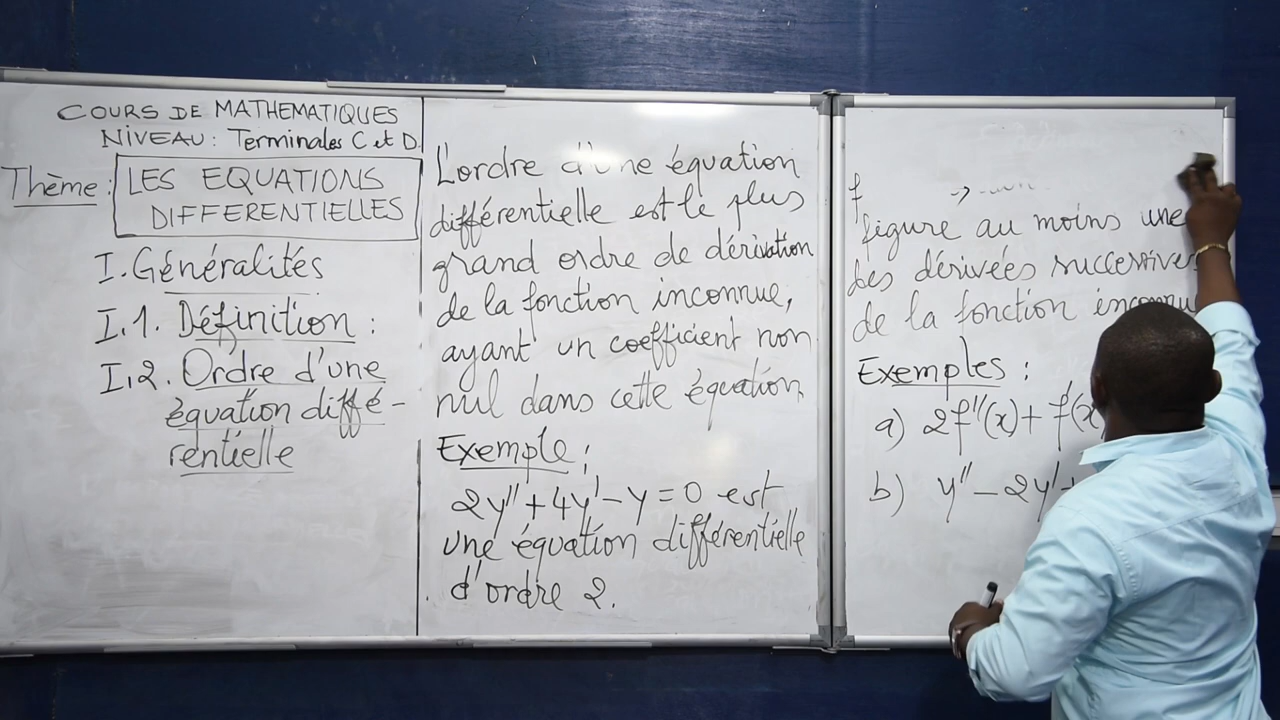 COURS DE MATHEMATIQUES
NIVEAU : Terminales C et D
Thème : LES EQUATIONS
DIFFERENTIELLES
I. Généralités
I.1. Définition :
I.2. Ordre d'une
équation diffé-
rentielle
L'ordre d'une équation
différentielle est le plus
grand ordre de dérivation
de la fonction inconnue,
ayant un coefficient non
nul dans cette équation.
Exemple :
2y'' + 4y' - y = 0 est
une équation différentielle
d'ordre 2.
figure au moins une
des dérivées successives
de la fonction
Exemples :
a) 2f''(x) + f'(x
b) y'' - 2y' +